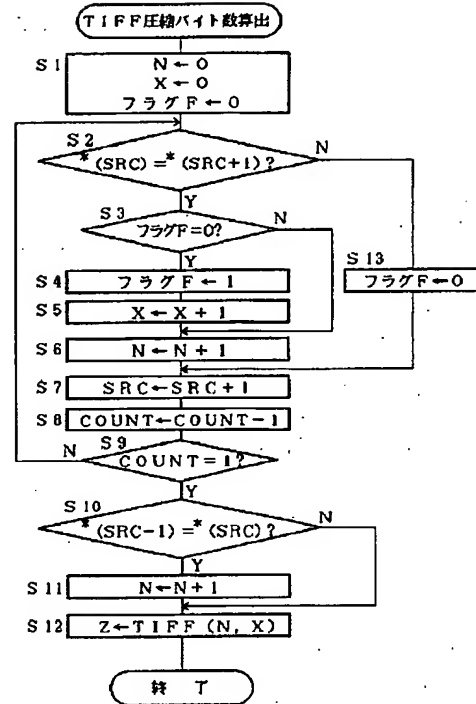 TIFF圧縮バイト数算出
S1
N←0
X←0
フラグF←0
S2
*(SRC)=*(SRC+1)?
N
Y
S3
フラグF=0?
N
Y
S13
フラグF←0
S4
フラグF←1
S5
X←X+1
S6
N←N+1
S7
SRC←SRC+1
S8
COUNT←COUNT-1
S9
N
COUNT=1?
Y
S10
*(SRC-1)=*(SRC)?
N
Y
S11
N←N+1
S12
Z←TIFF(N, X)
終了